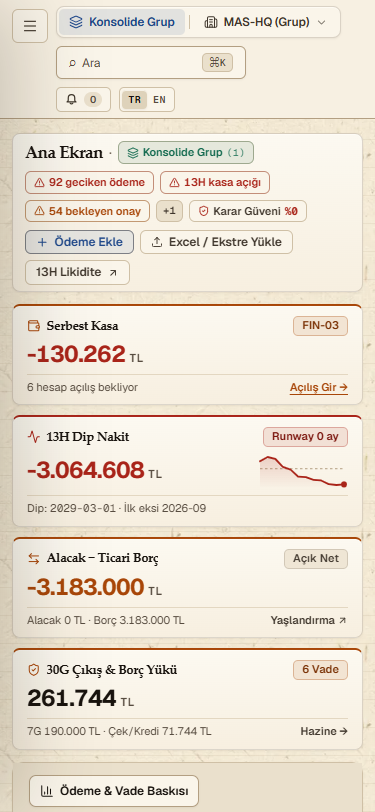 Konsolide Grup
MAS-HQ (Grup)
Ara ⌘K
0 TR EN
Ana Ekran · Konsolide Grup (1)
92 geciken ödeme 13H kasa açığı
54 bekleyen onay +1 Karar Güveni %0
+ Ödeme Ekle Excel / Ekstre Yükle
13H Likidite ↗
Serbest Kasa FIN-03
-130.262 TL
6 hesap açılış bekliyor Açılış Gir →
13H Dip Nakit Runway 0 ay
-3.064.608 TL
Dip: 2029-03-01 · İlk eksi 2026-09
Alacak − Ticari Borç Açık Net
-3.183.000 TL
Alacak 0 TL · Borç 3.183.000 TL Yaşlandırma ↗
30G Çıkış & Borç Yükü 6 Vade
261.744 TL
7G 190.000 TL · Çek/Kredi 71.744 TL Hazine →
Ödeme & Vade Baskısı